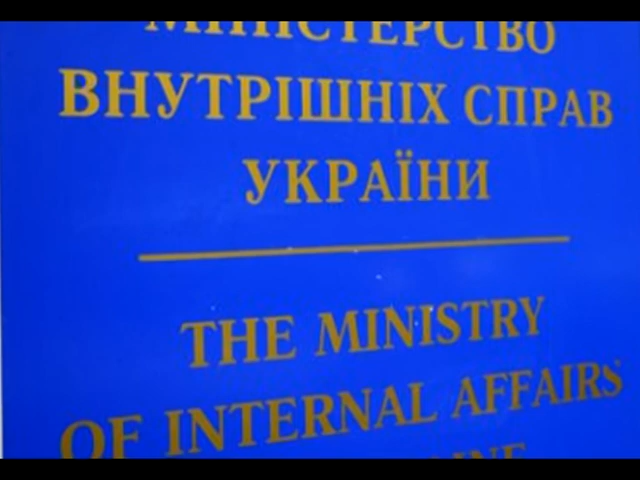 МІНІСТЕРСТВО
ВНУТРІШНІХ СПРАВ
УКРАЇНИ
THE MINISTRY
OF INTERNAL AFFAIRS